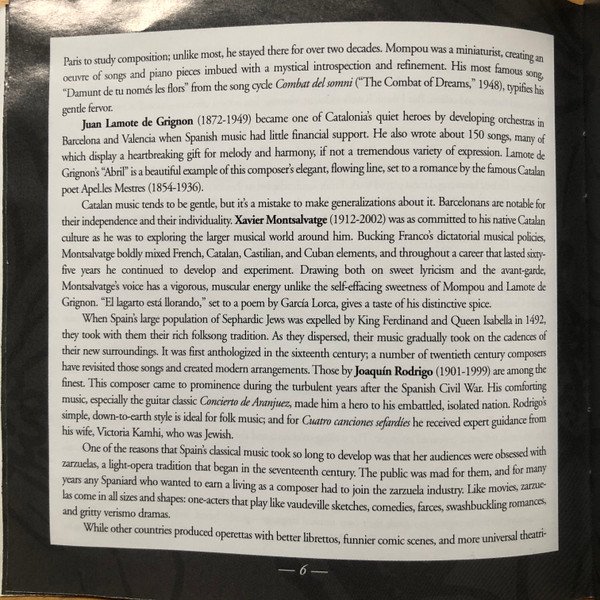 Paris to study composition; unlike most, he stayed there for over two decades. Mompou was a miniaturist, creating an
oeuvre of songs and piano pieces imbued with a mystical introspection and refinement. His most famous song,
“Damunt de tu només les flors” from the song cycle Combat del somni (“The Combat of Dreams,” 1948), typifies his
gentle fervor.
Juan Lamote de Grignon (1872-1949) became one of Catalonia’s quiet heroes by developing orchestras in
Barcelona and Valencia when Spanish music had little financial support. He also wrote about 150 songs, many of
which display a heartbreaking gift for melody and harmony, if not a tremendous variety of expression. Lamote de
Grignon’s “Abril” is a beautiful example of this composer’s elegant, flowing line, set to a romance by the famous Catalan
poet Apel.les Mestres (1854-1936).
Catalan music tends to be gentle, but it’s a mistake to make generalizations about it. Barcelonans are notable for
their independence and their individuality. Xavier Montsalvatge (1912-2002) was as committed to his native Catalan
culture as he was to exploring the larger musical world around him. Bucking Franco’s dictatorial musical policies,
Montsalvatge boldly mixed French, Catalan, Castilian, and Cuban elements, and throughout a career that lasted sixty-
five years he continued to develop and experiment. Drawing both on sweet lyricism and the avant-garde,
Montsalvatge’s voice has a vigorous, muscular energy unlike the self-effacing sweetness of Mompou and Lamote de
Grignon. “El lagarto está llorando,” set to a poem by García Lorca, gives a taste of his distinctive spice.
When Spain’s large population of Sephardic Jews was expelled by King Ferdinand and Queen Isabella in 1492,
they took with them their rich folksong tradition. As they dispersed, their music gradually took on the cadences of
their new surroundings. It was first anthologized in the sixteenth century; a number of twentieth century composers
have revisited those songs and created modern arrangements. Those by Joaquín Rodrigo (1901-1999) are among the
finest. This composer came to prominence during the turbulent years after the Spanish Civil War. His comforting
music, especially the guitar classic Concierto de Aranjuez, made him a hero to his embattled, isolated nation. Rodrigo’s
simple, down-to-earth style is ideal for folk music; and for Cuatro canciones sefardíes he received expert guidance from
his wife, Victoria Kamhi, who was Jewish.
One of the reasons that Spain’s classical music took so long to develop was that her audiences were obsessed with
zarzuelas, a light-opera tradition that began in the seventeenth century. The public was mad for them, and for many
years any Spaniard who wanted to earn a living as a composer had to join the zarzuela industry. Like movies, zarzue-
las come in all sizes and shapes: one-acters that play like vaudeville sketches, comedies, farces, swashbuckling romances,
and gritty verismo dramas.
While other countries produced operettas with better librettos, funnier comic scenes, and more universal theatri-
— 6 —